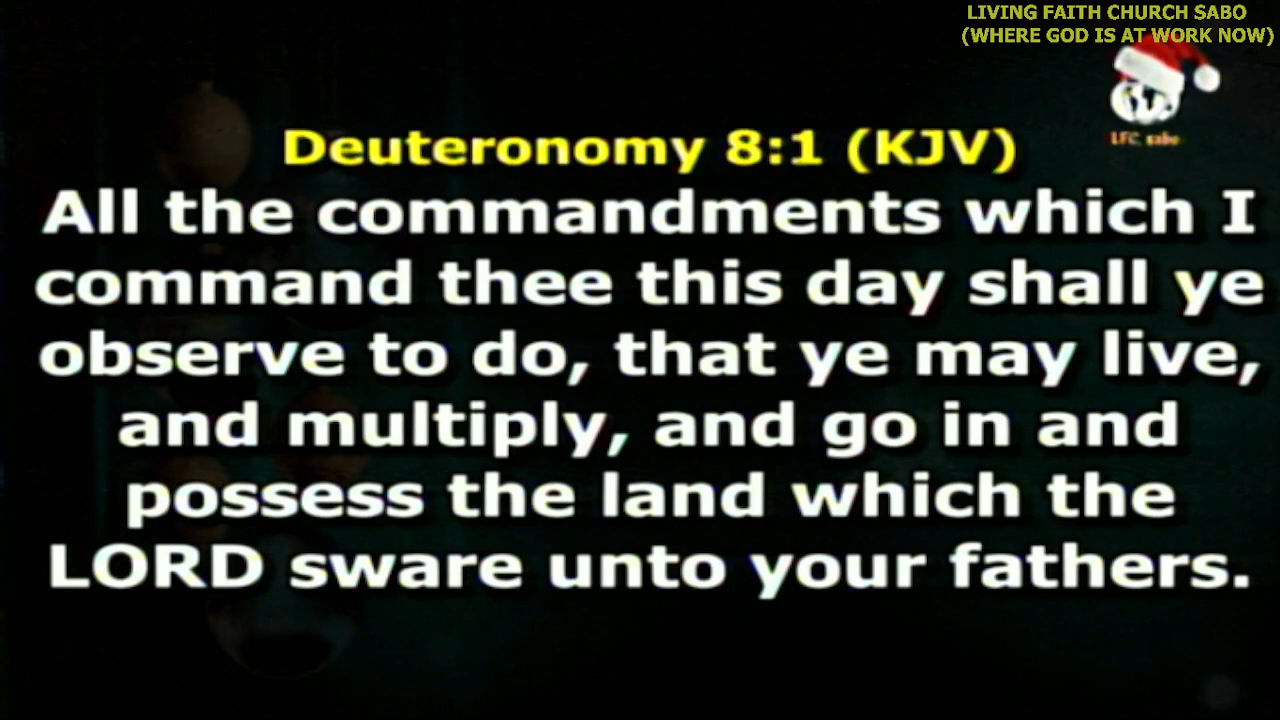 LIVING FAITH CHURCH SABO
(WHERE GOD IS AT WORK NOW)
LFC sabo
Deuteronomy 8:1 (KJV)
All the commandments which I
command thee this day shall ye
observe to do, that ye may live,
and multiply, and go in and
possess the land which the
LORD sware unto your fathers.